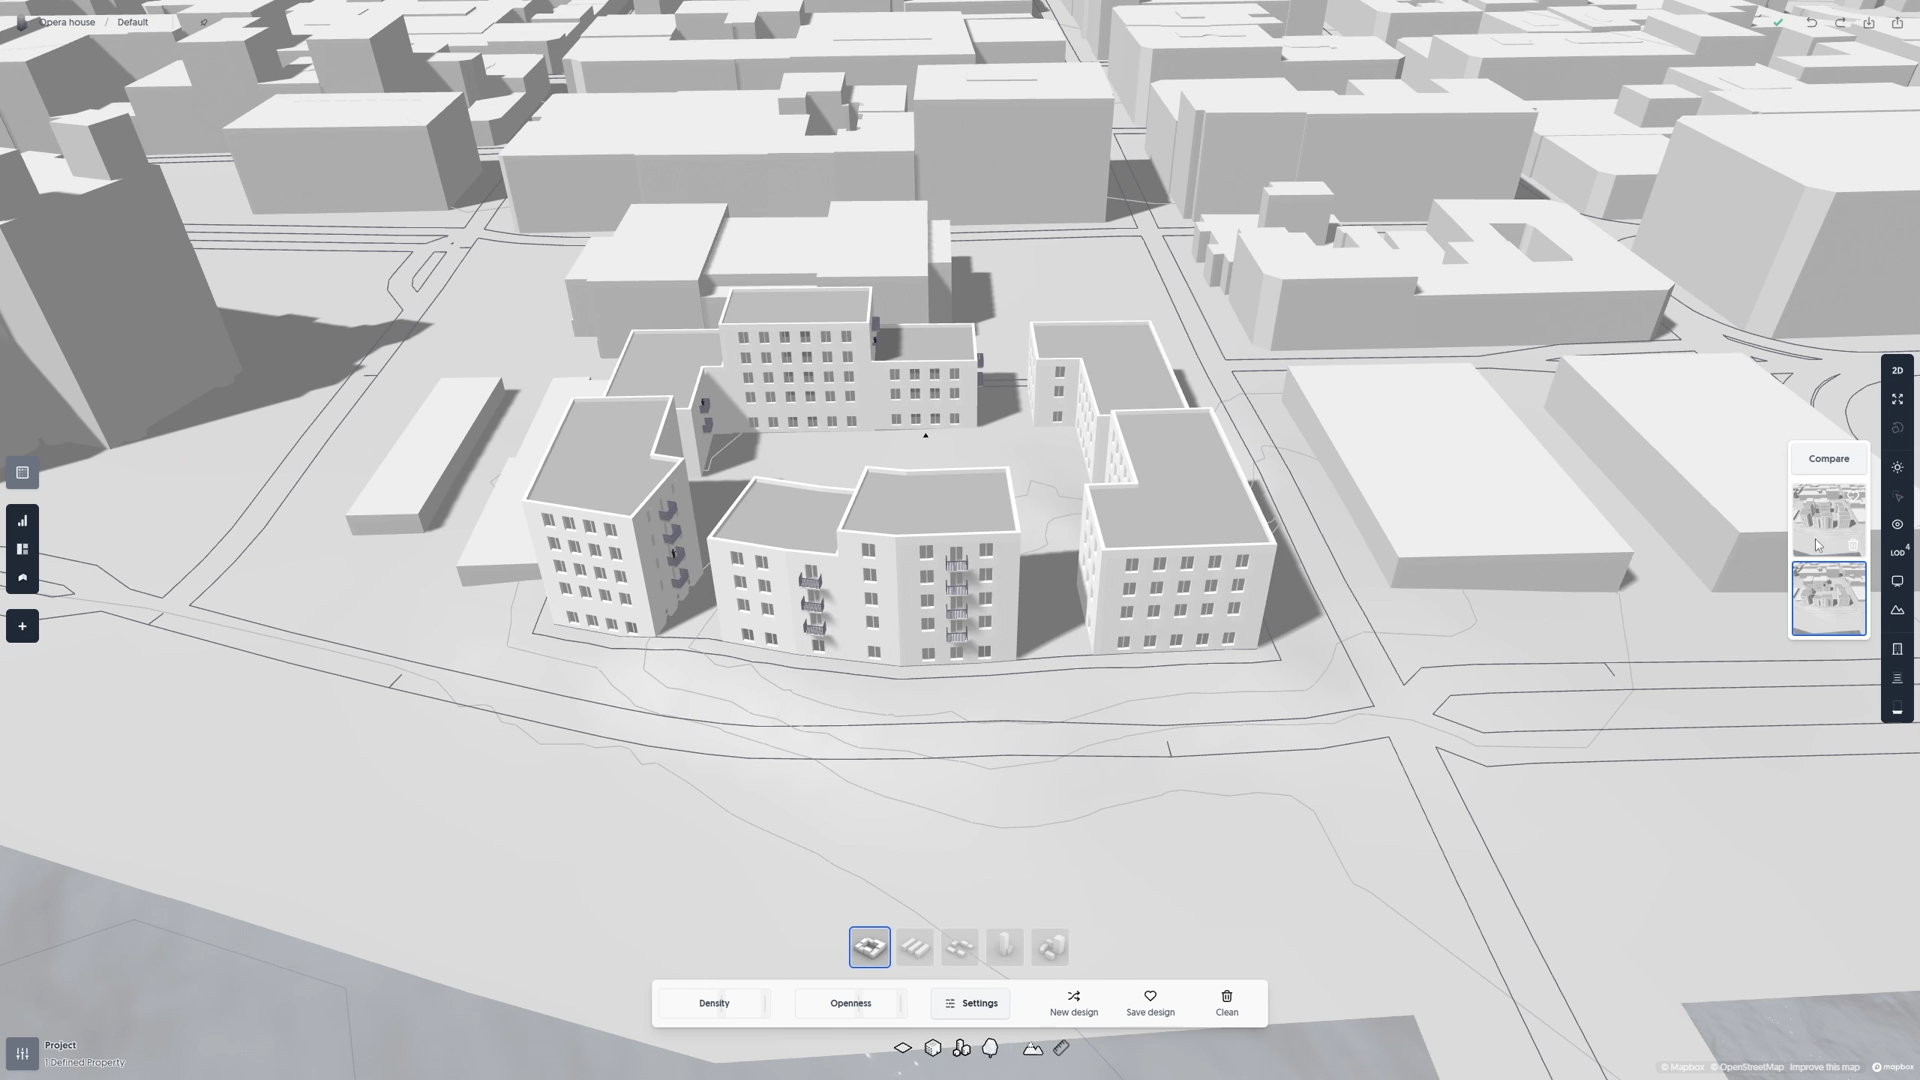 Opera house / Default
2D
Compare
LOD 4
Density
Openness
Settings
New design
Save design
Clean
Project
1 Defined Property
© Mapbox © OpenStreetMap Improve this map
mapbox